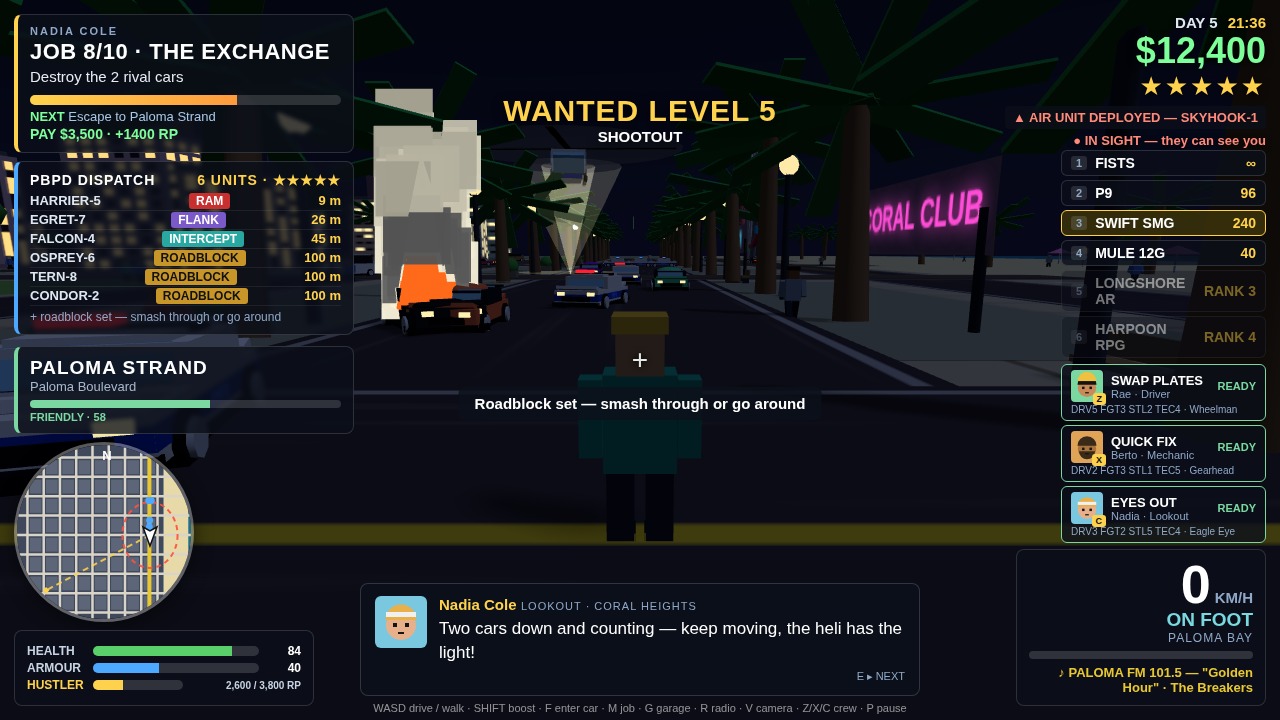 NADIA COLE
JOB 8/10 · THE EXCHANGE
Destroy the 2 rival cars
NEXT Escape to Paloma Strand
PAY $3,500 · +1400 RP
PBPD DISPATCH 6 UNITS · ★★★★★
HARRIER-5 RAM 9 m
EGRET-7 FLANK 26 m
FALCON-4 INTERCEPT 45 m
OSPREY-6 ROADBLOCK 100 m
TERN-8 ROADBLOCK 100 m
CONDOR-2 ROADBLOCK 100 m
+ roadblock set — smash through or go around
PALOMA STRAND
Paloma Boulevard
FRIENDLY · 58
N
HEALTH 84
ARMOUR 40
HUSTLER 2,600 / 3,800 RP
WANTED LEVEL 5
SHOOTOUT
CORAL CLUB
+
Roadblock set — smash through or go around
Nadia Cole LOOKOUT · CORAL HEIGHTS
Two cars down and counting — keep moving, the heli has the
light!
E ▸ NEXT
WASD drive / walk · SHIFT boost · F enter car · M job · G garage · R radio · V camera · Z/X/C crew · P pause
DAY 5 21:36
$12,400
★★★★★
▲ AIR UNIT DEPLOYED — SKYHOOK-1
● IN SIGHT — they can see you
1 FISTS ∞
2 P9 96
3 SWIFT SMG 240
4 MULE 12G 40
5 LONGSHORE AR RANK 3
6 HARPOON RPG RANK 4
SWAP PLATES READY
Rae · Driver
Z
DRV5 FGT3 STL2 TEC4 · Wheelman
QUICK FIX READY
Berto · Mechanic
X
DRV2 FGT3 STL1 TEC5 · Gearhead
EYES OUT READY
Nadia · Lookout
C
DRV3 FGT2 STL5 TEC4 · Eagle Eye
0 KM/H
ON FOOT
PALOMA BAY
♪ PALOMA FM 101.5 — "Golden
Hour" · The Breakers